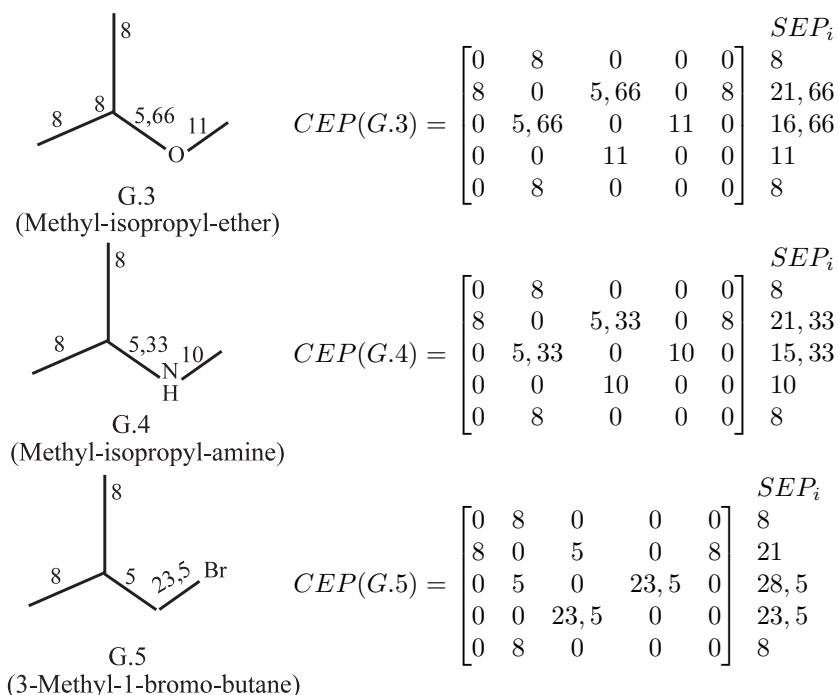 SEP_i
8
8
8 5,66 11
O
G.3
(Methyl-isopropyl-ether)
CEP(G.3) =
0 8 0 0 0 8
8 0 5,66 0 8 21,66
0 5,66 0 11 0 16,66
0 0 11 0 0 11
0 8 0 0 0 8
SEP_i
8
8 5,33 10
N
H
G.4
(Methyl-isopropyl-amine)
CEP(G.4) =
0 8 0 0 0 8
8 0 5,33 0 8 21,33
0 5,33 0 10 0 15,33
0 0 10 0 0 10
0 8 0 0 0 8
SEP_i
8
8 5 23,5 Br
G.5
(3-Methyl-1-bromo-butane)
CEP(G.5) =
0 8 0 0 0 8
8 0 5 0 8 21
0 5 0 23,5 0 28,5
0 0 23,5 0 0 23,5
0 8 0 0 0 8